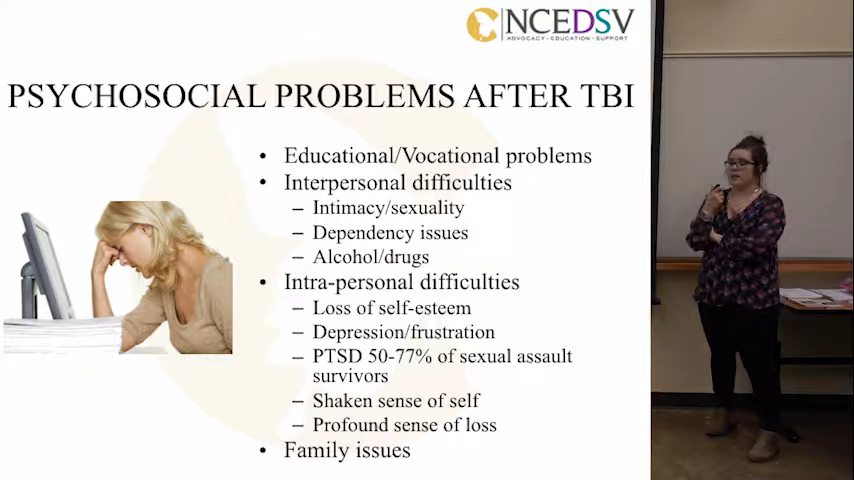 NCEDSV
ADVOCACY • EDUCATION • SUPPORT
PSYCHOSOCIAL PROBLEMS AFTER TBI
• Educational/Vocational problems
• Interpersonal difficulties
– Intimacy/sexuality
– Dependency issues
– Alcohol/drugs
• Intra-personal difficulties
– Loss of self-esteem
– Depression/frustration
– PTSD 50-77% of sexual assault
survivors
– Shaken sense of self
– Profound sense of loss
• Family issues